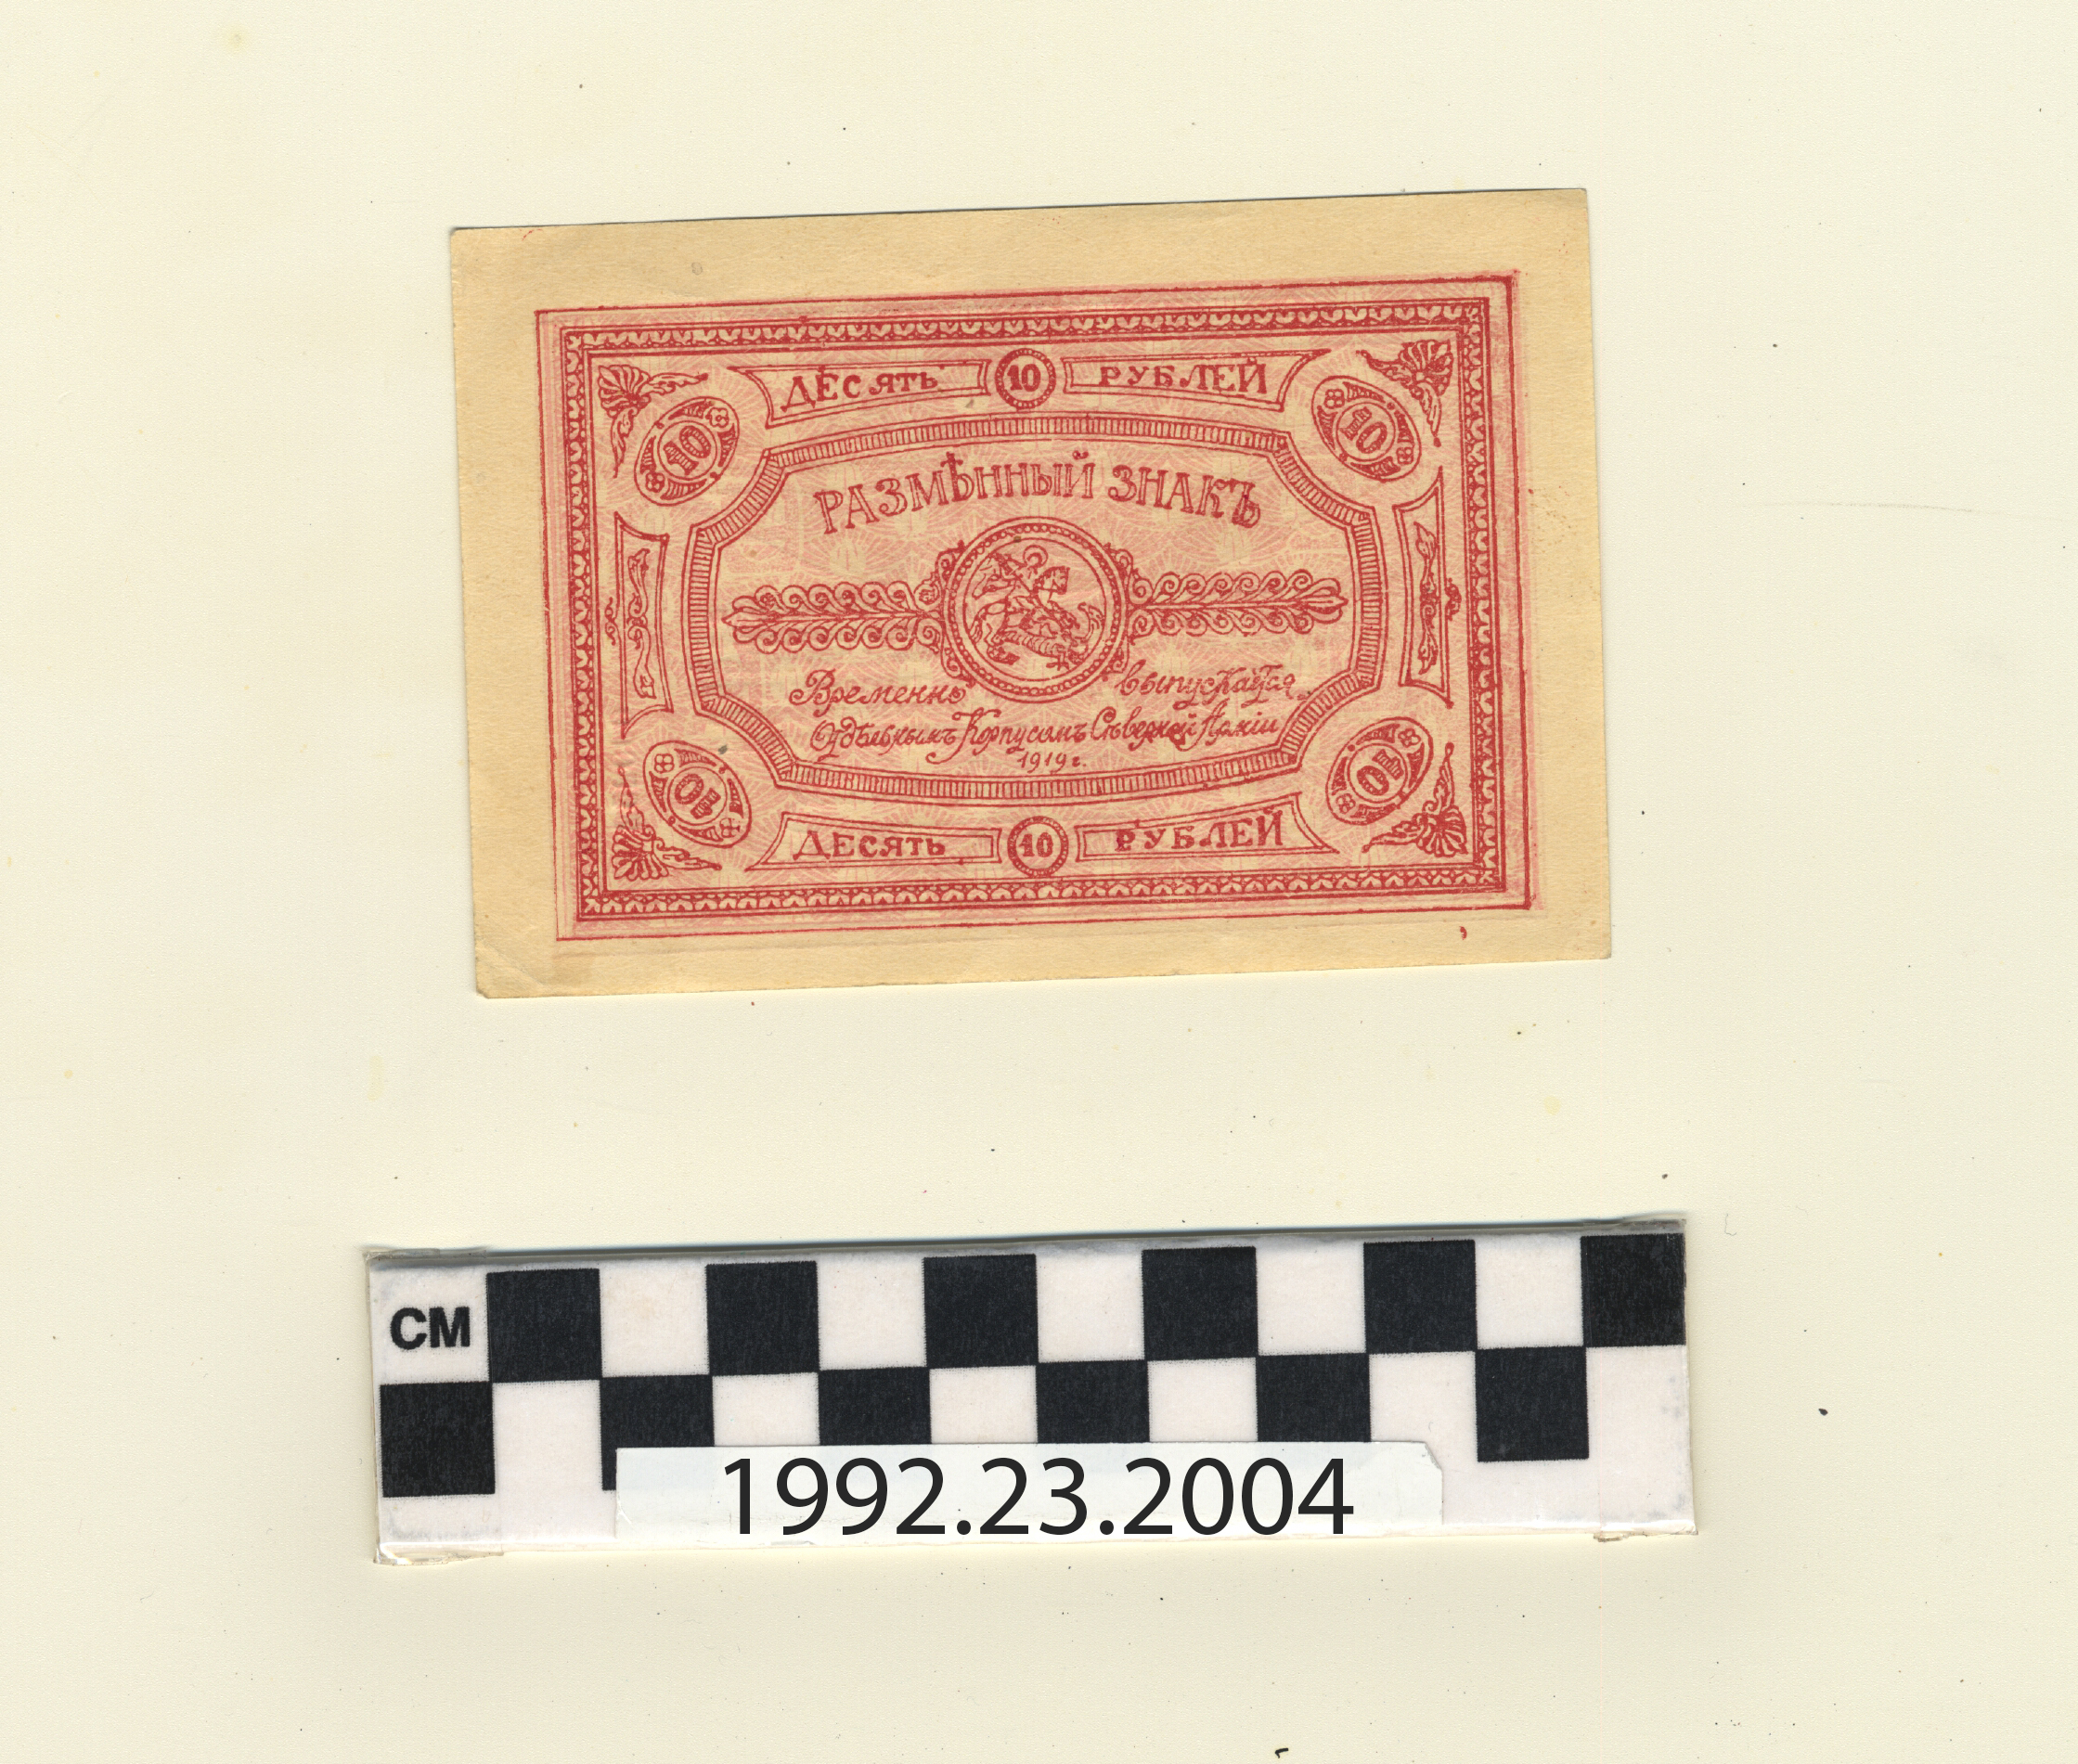 ДЕСЯТЬ 10 РУБЛЕЙ
10 10
РАЗМѢННЫЙ ЗНАКЪ
Временно выпускается
Отдѣльнымъ Корпусомъ Сѣверной Арміи
1919 г.
10 10
ДЕСЯТЬ 10 РУБЛЕЙ
CM
1992.23.2004